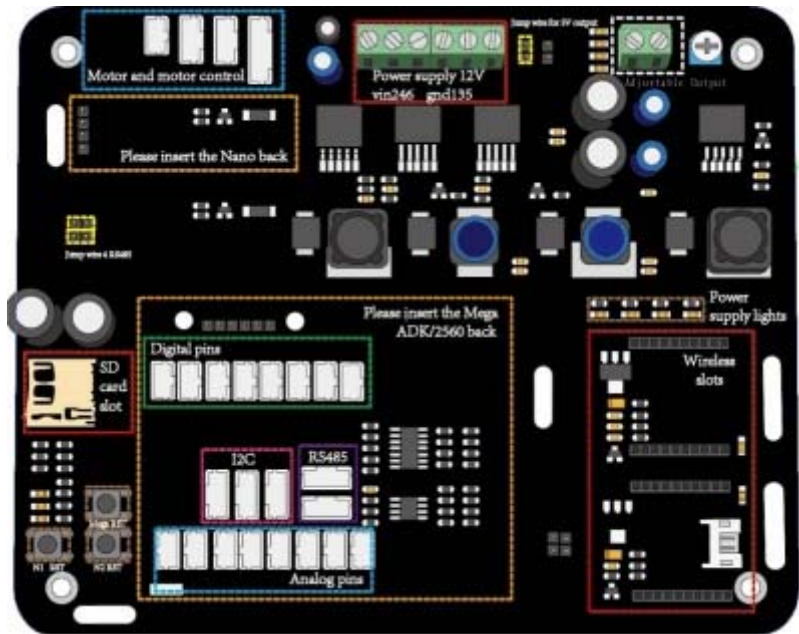 Jump wire for 5V output
Motor and motor control
Power supply 12V
vin246 gnd135
Adjustable Output
Please insert the Nano back
Jump wire 4 RS485
Please insert the Mega
ADK/2560 back
Power
supply lights
Digital pins
SD
card
slot
Wireless
slots
I2C
RS485
Mega RST
N1 RST
N2 RST
Analog pins